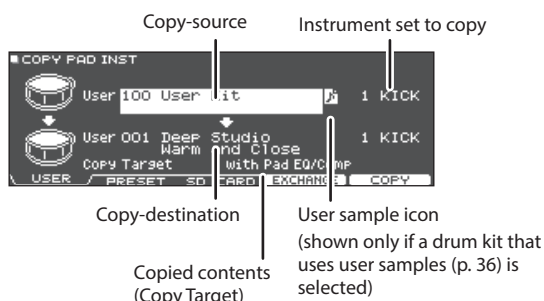 Copy-source
Instrument set to copy
COPY PAD INST
User 100 User Kit 1 KICK
User 001 Deep Studio 1 KICK
Warm and Close
Copy Target with Pad EQ/Comp
USER PRESET SD CARD EXCHANGE COPY
Copy-destination
User sample icon
(shown only if a drum kit that
uses user samples (p. 36) is
selected)
Copied contents
(Copy Target)